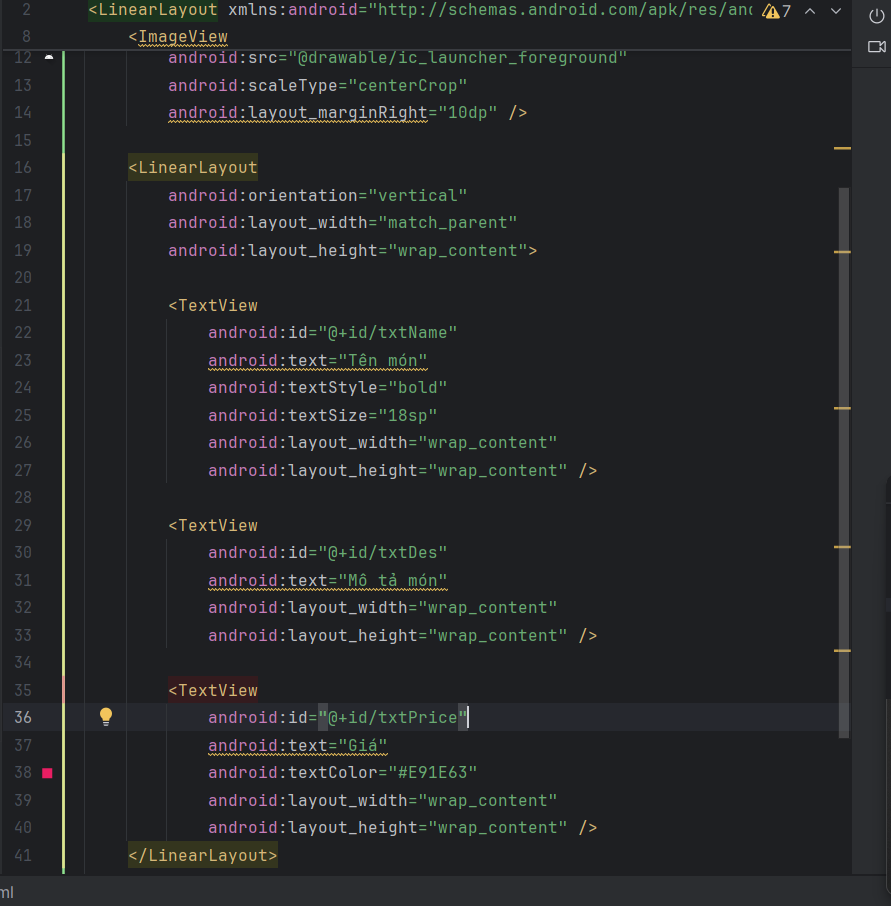 2 <LinearLayout xmlns:android="http://schemas.android.com/apk/res/and 7
8 <ImageView
12 android:src="@drawable/ic_launcher_foreground"
13 android:scaleType="centerCrop"
14 android:layout_marginRight="10dp" />
15
16 <LinearLayout
17 android:orientation="vertical"
18 android:layout_width="match_parent"
19 android:layout_height="wrap_content">
20
21 <TextView
22 android:id="@+id/txtName"
23 android:text="Tên món"
24 android:textStyle="bold"
25 android:textSize="18sp"
26 android:layout_width="wrap_content"
27 android:layout_height="wrap_content" />
28
29 <TextView
30 android:id="@+id/txtDes"
31 android:text="Mô tả món"
32 android:layout_width="wrap_content"
33 android:layout_height="wrap_content" />
34
35 <TextView
36 android:id="@+id/txtPrice"
37 android:text="Giá"
38 android:textColor="#E91E63"
39 android:layout_width="wrap_content"
40 android:layout_height="wrap_content" />
41 </LinearLayout>
ml